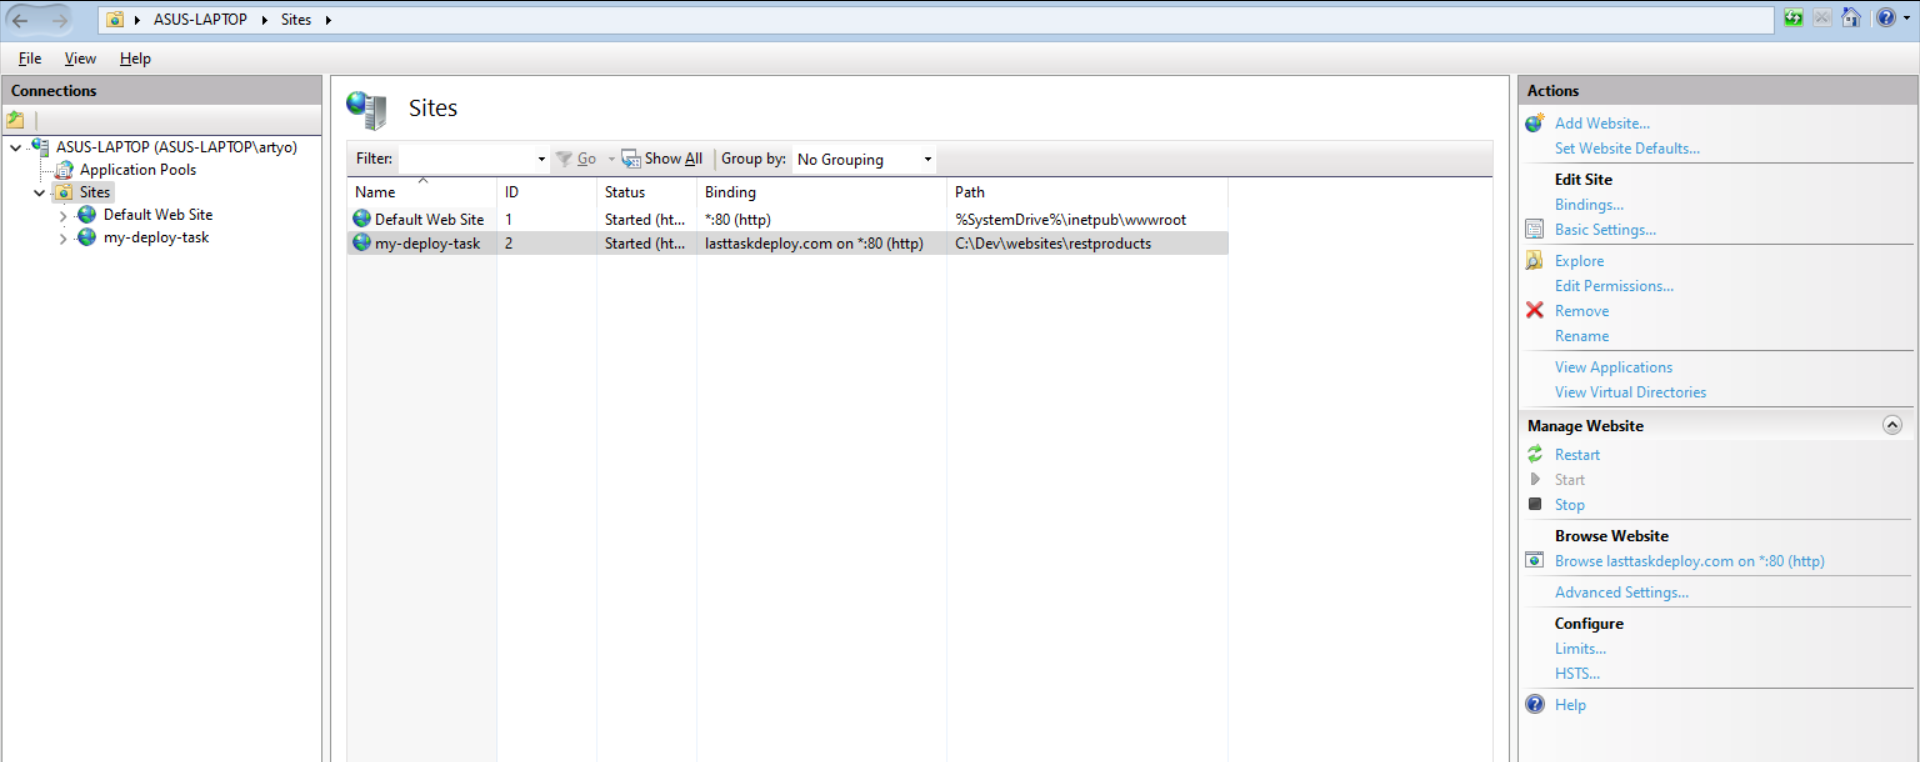 ASUS-LAPTOP Sites
File View Help
Connections
ASUS-LAPTOP (ASUS-LAPTOP\artyo)
Application Pools
Sites
Default Web Site
my-deploy-task
Sites
Filter: Go Show All Group by: No Grouping
Name ID Status Binding Path
Default Web Site 1 Started (ht... *:80 (http) %SystemDrive%\inetpub\wwwroot
my-deploy-task 2 Started (ht... lasttaskdeploy.com on *:80 (http) C:\Dev\websites\restproducts
Actions
Add Website...
Set Website Defaults...
Edit Site
Bindings...
Basic Settings...
Explore
Edit Permissions...
Remove
Rename
View Applications
View Virtual Directories
Manage Website
Restart
Start
Stop
Browse Website
Browse lasttaskdeploy.com on *:80 (http)
Advanced Settings...
Configure
Limits...
HSTS...
Help